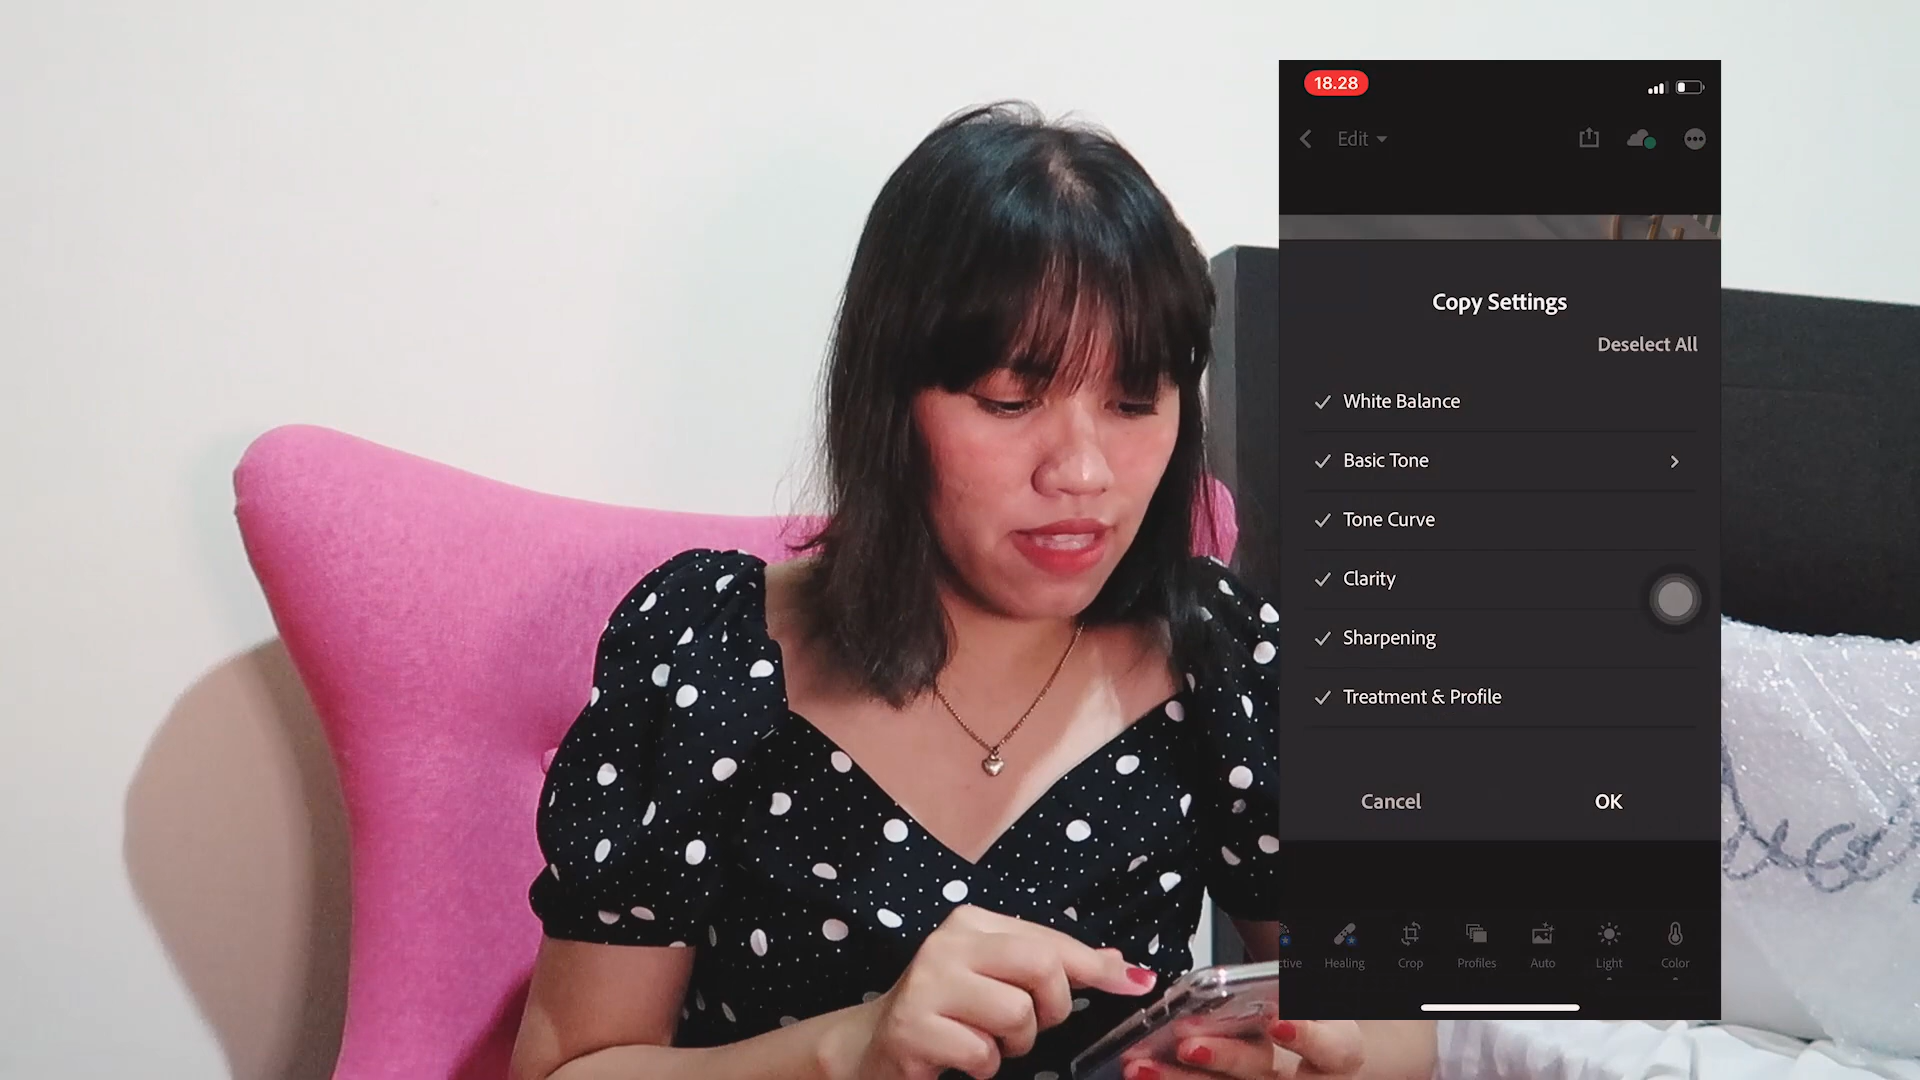 18.28
Edit
Copy Settings
Deselect All
White Balance
Basic Tone
Tone Curve
Clarity
Sharpening
Treatment & Profile
Cancel
OK
ctive
Healing
Crop
Profiles
Auto
Light
Color